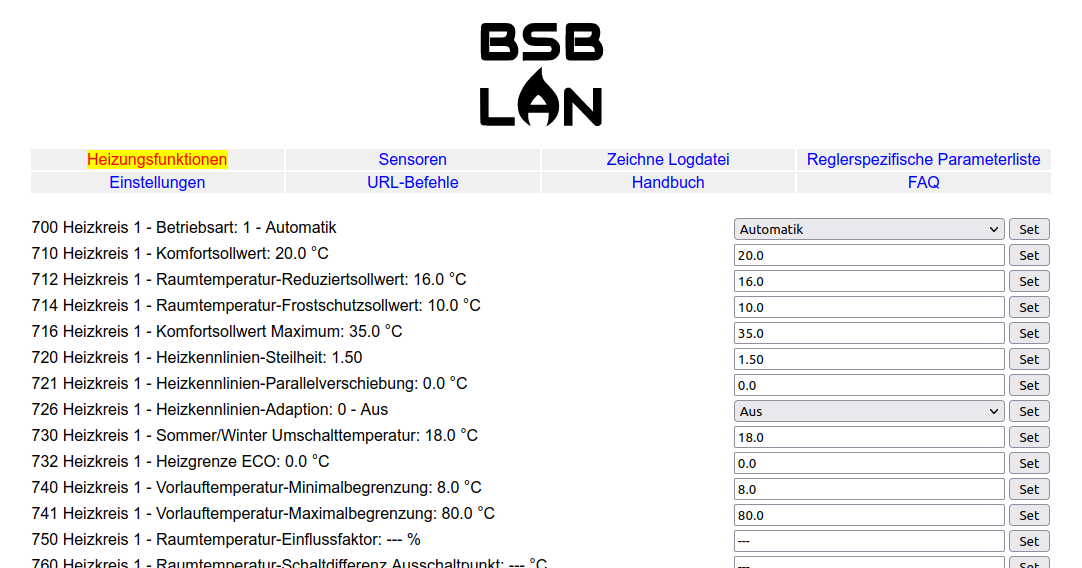 BSB
LAN
Heizungsfunktionen Sensoren Zeichne Logdatei Reglerspezifische Parameterliste
Einstellungen URL-Befehle Handbuch FAQ
700 Heizkreis 1 - Betriebsart: 1 - Automatik Automatik Set
710 Heizkreis 1 - Komfortsollwert: 20.0 °C 20.0 Set
712 Heizkreis 1 - Raumtemperatur-Reduziertsollwert: 16.0 °C 16.0 Set
714 Heizkreis 1 - Raumtemperatur-Frostschutzsollwert: 10.0 °C 10.0 Set
716 Heizkreis 1 - Komfortsollwert Maximum: 35.0 °C 35.0 Set
720 Heizkreis 1 - Heizkennlinien-Steilheit: 1.50 1.50 Set
721 Heizkreis 1 - Heizkennlinien-Parallelverschiebung: 0.0 °C 0.0 Set
726 Heizkreis 1 - Heizkennlinien-Adaption: 0 - Aus Aus Set
730 Heizkreis 1 - Sommer/Winter Umschalttemperatur: 18.0 °C 18.0 Set
732 Heizkreis 1 - Heizgrenze ECO: 0.0 °C 0.0 Set
740 Heizkreis 1 - Vorlauftemperatur-Minimalbegrenzung: 8.0 °C 8.0 Set
741 Heizkreis 1 - Vorlauftemperatur-Maximalbegrenzung: 80.0 °C 80.0 Set
750 Heizkreis 1 - Raumtemperatur-Einflussfaktor: --- % --- Set
760 Heizkreis 1 - Raumtemperatur-Schaltdifferenz Ausschaltpunkt: --- °C --- Set